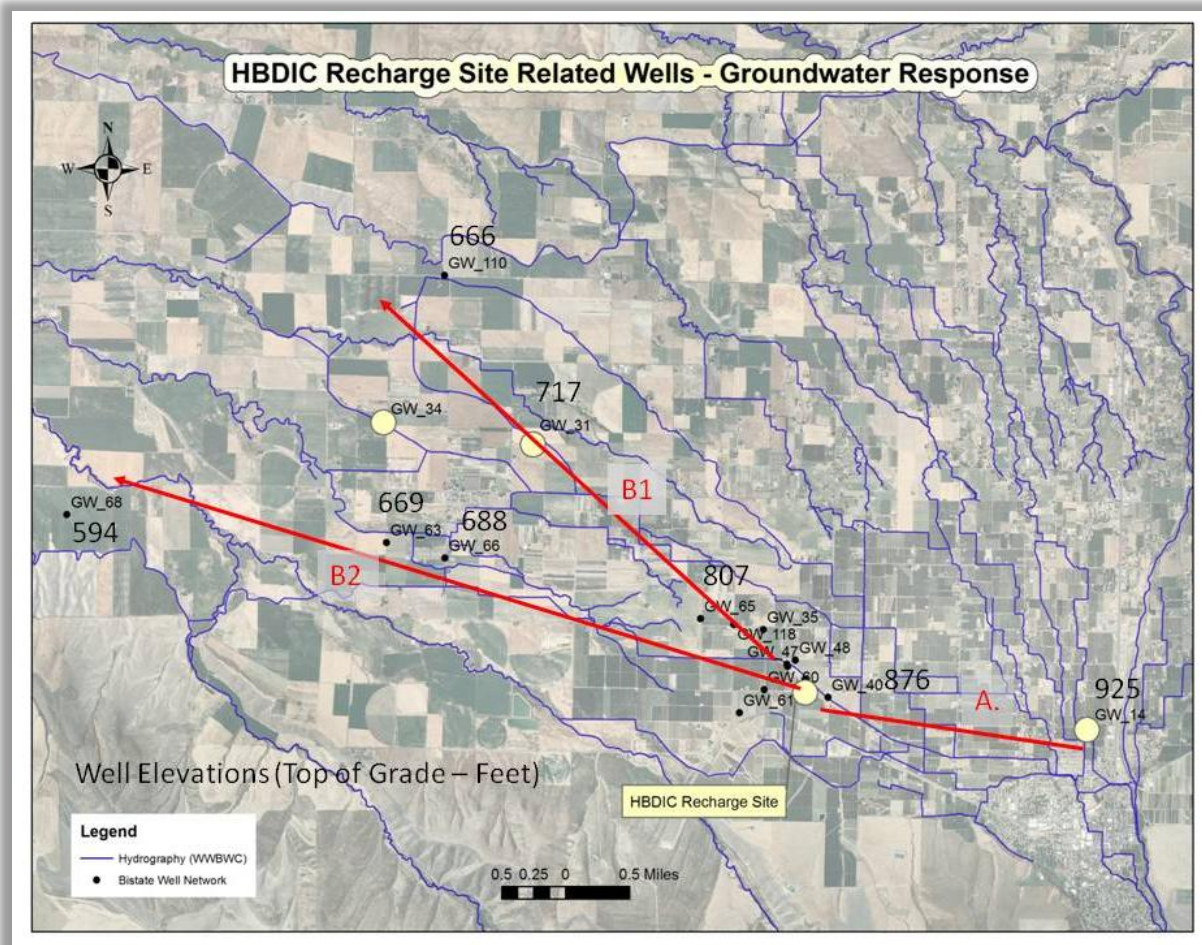 HBDIC Recharge Site Related Wells - Groundwater Response
N
W
E
S
666
GW_110
717
GW_34
GW_31
B1
GW_68
594
669
GW_63
688
GW_66
B2
807
GW_65
GW_35
GW_118
GW_47
GW_48
GW_60
GW_61
GW_40
876
A.
925
GW_14
Well Elevations (Top of Grade – Feet)
HBDIC Recharge Site
Legend
Hydrography (WWBWC)
Bistate Well Network
0.5 0.25 0 0.5 Miles